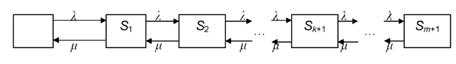 λ λ λ λ λ
S₁ S₂ ... Sₖ₊₁ ... Sₘ₊₁
μ μ μ μ μ μ